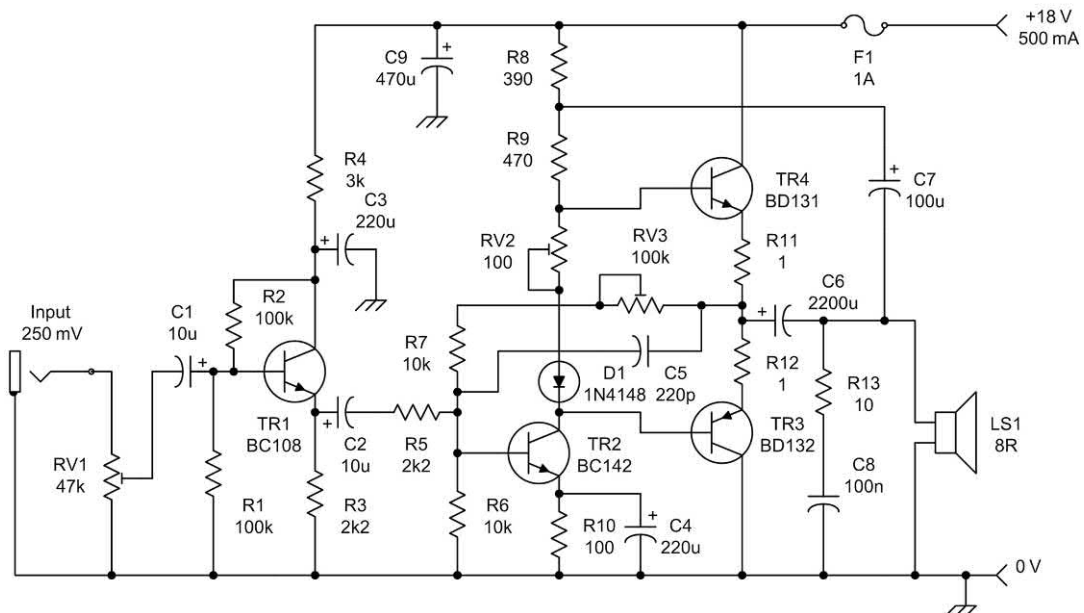 +18 V
500 mA
F1
1A
C9
470u
R8
390
R9
470
R4
3k
C3
220u
TR4
BD131
C7
100u
RV2
100
RV3
100k
R11
1
C6
2200u
Input
250 mV
C1
10u
R2
100k
R7
10k
D1
1N4148
C5
220p
R12
1
R13
10
TR1
BC108
C2
10u
R5
2k2
TR2
BC142
TR3
BD132
LS1
8R
RV1
47k
R1
100k
R3
2k2
R6
10k
R10
100
C4
220u
C8
100n
0 V
+
+
+
+
+
+
+